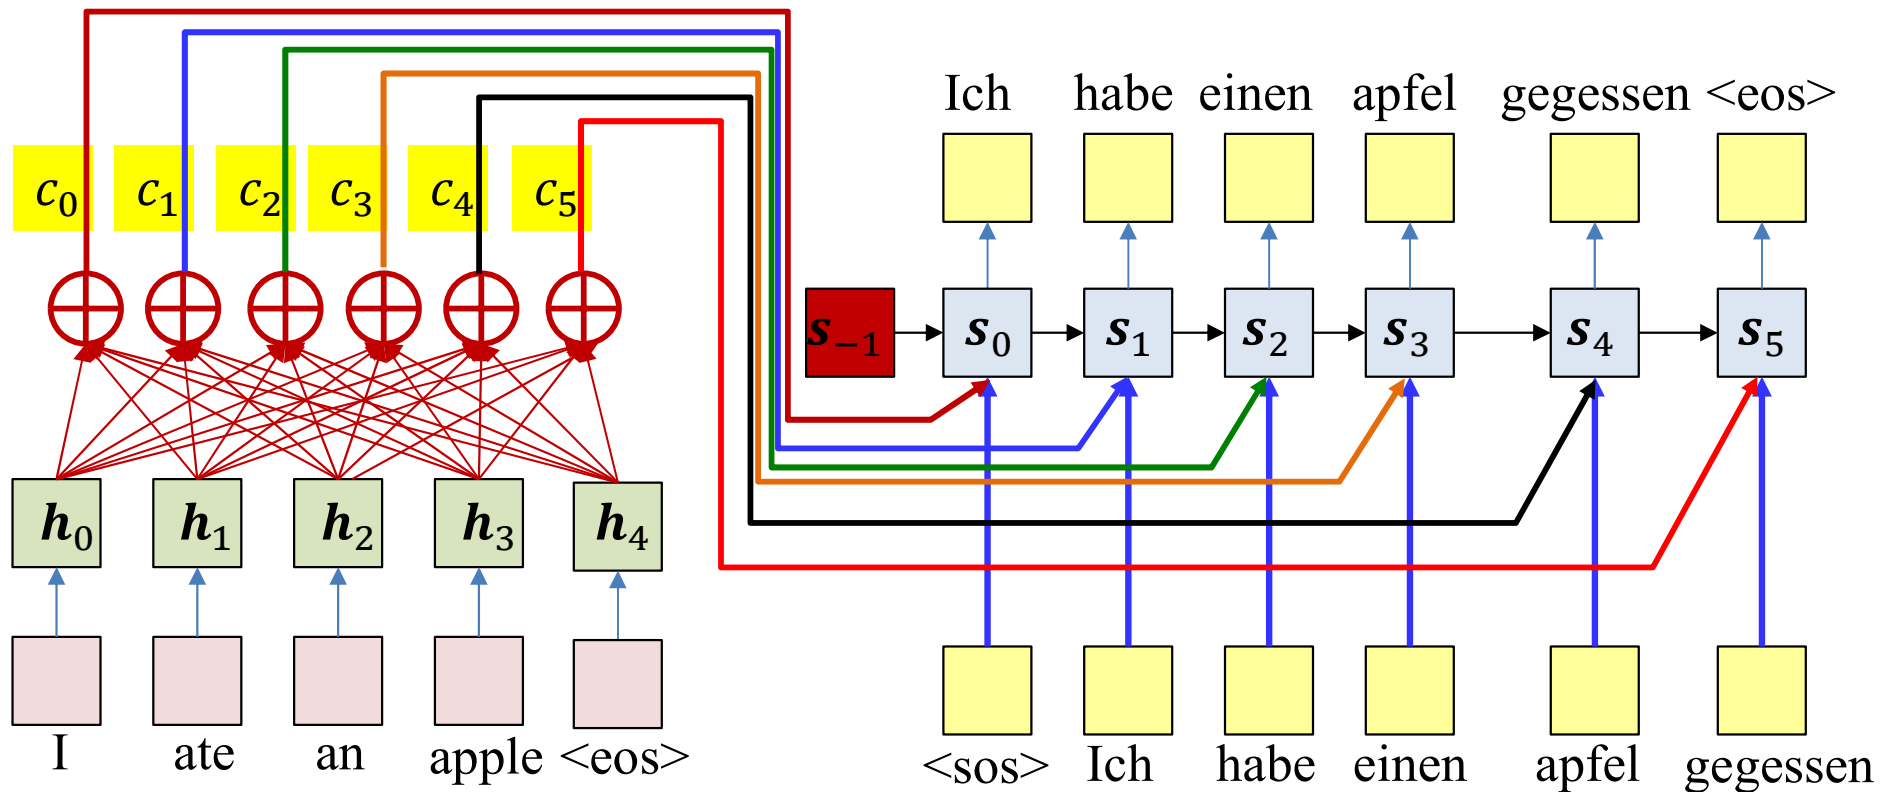 Ich habe einen apfel gegessen <eos>
c0 c1 c2 c3 c4 c5
s−1 s0 s1 s2 s3 s4 s5
h0 h1 h2 h3 h4
I ate an apple <eos>
<sos> Ich habe einen apfel gegessen